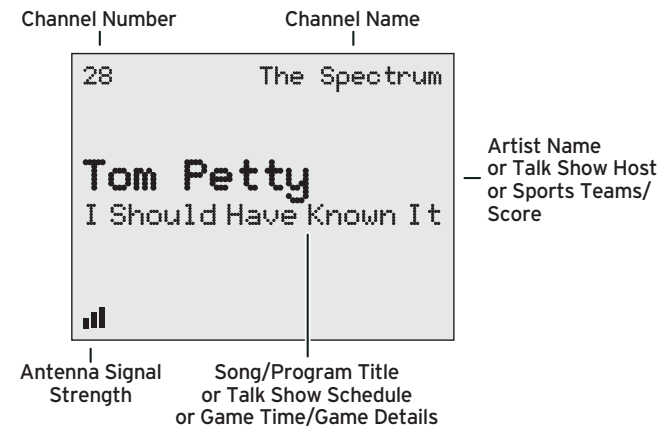 Channel Number
Channel Name
28
The Spectrum
Tom Petty
I Should Have Known It
Artist Name
or Talk Show Host
or Sports Teams/
Score
Antenna Signal
Strength
Song/Program Title
or Talk Show Schedule
or Game Time/Game Details